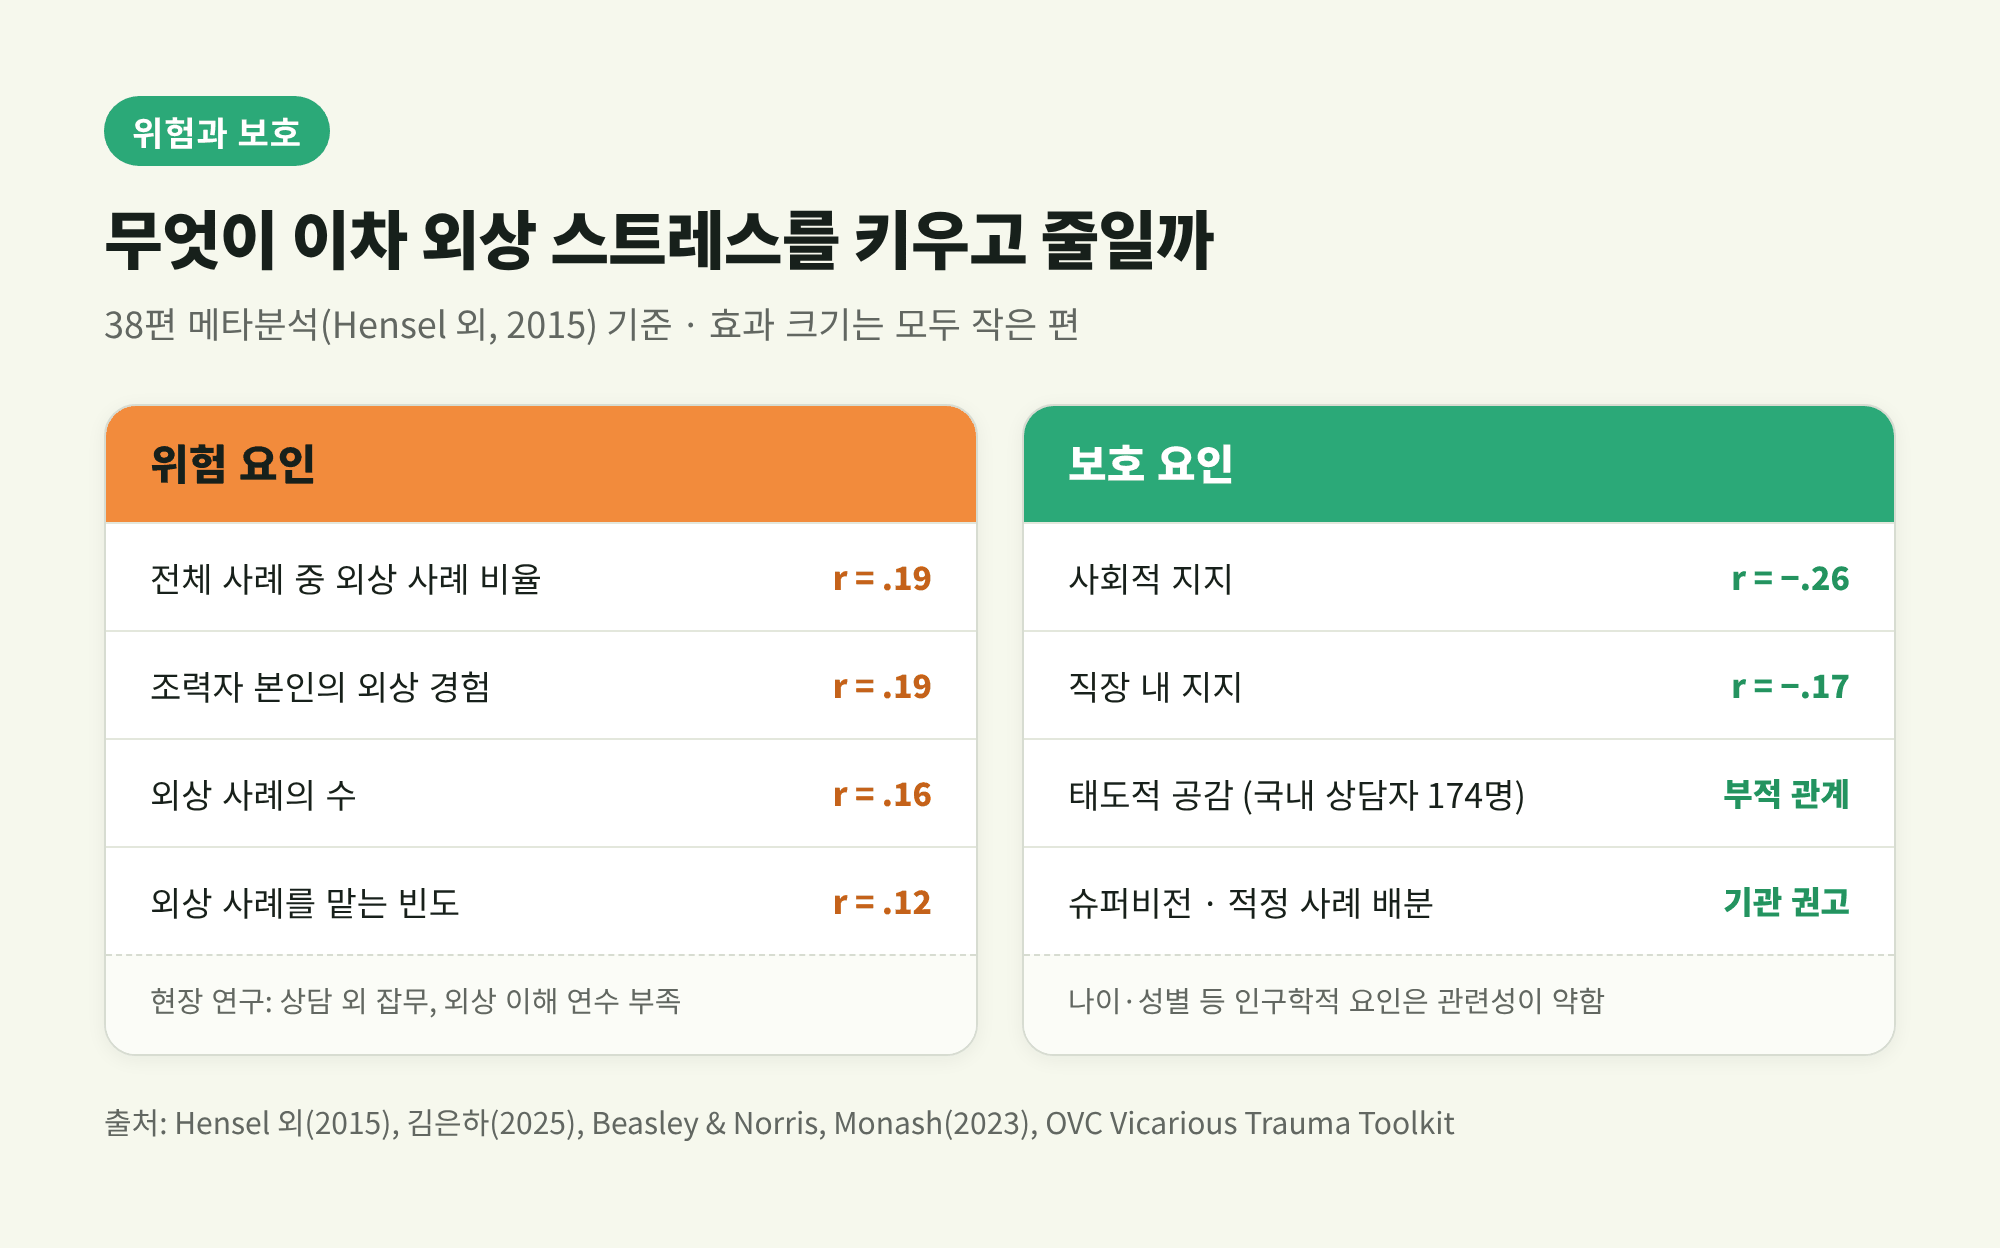 위험과 보호
무엇이 이차 외상 스트레스를 키우고 줄일까
38편 메타분석(Hensel 외, 2015) 기준 · 효과 크기는 모두 작은 편
위험 요인
전체 사례 중 외상 사례 비율 r = .19
조력자 본인의 외상 경험 r = .19
외상 사례의 수 r = .16
외상 사례를 맡는 빈도 r = .12
현장 연구: 상담 외 잡무, 외상 이해 연수 부족
보호 요인
사회적 지지 r = −.26
직장 내 지지 r = −.17
태도적 공감 (국내 상담자 174명) 부적 관계
슈퍼비전 · 적정 사례 배분 기관 권고
나이·성별 등 인구학적 요인은 관련성이 약함
출처: Hensel 외(2015), 김은하(2025), Beasley & Norris, Monash(2023), OVC Vicarious Trauma Toolkit